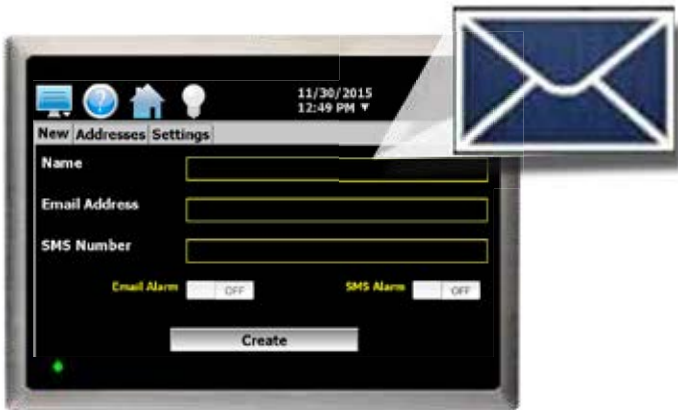 11/30/2015
12:49 PM ▼
New Addresses Settings
Name
Email Address
SMS Number
Email Alarm OFF SMS Alarm OFF
Create